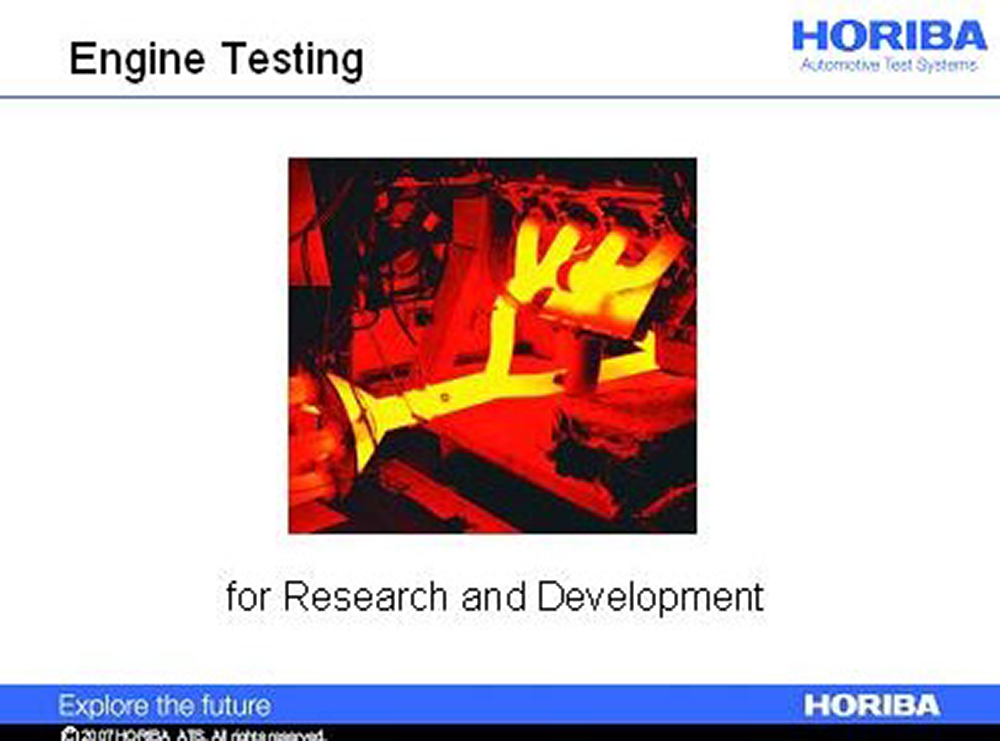 Engine Testing
HORIBA
Automotive Test Systems
for Research and Development
Explore the future
HORIBA
©2007 HORIBA, ATS. All rights reserved.